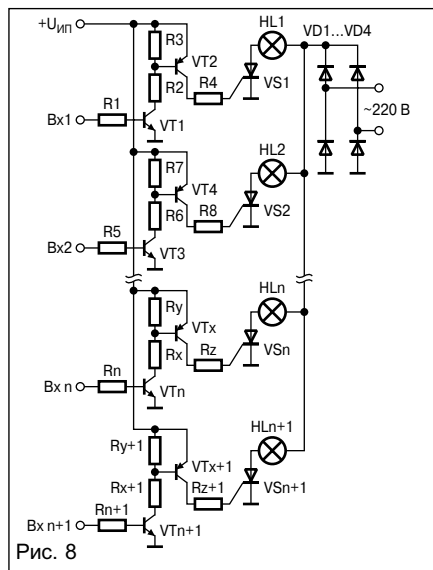 +UИП
R3
VT2
HL1
VD1...VD4
R2
R4
VS1
~220 В
Вх1
R1
VT1
R7
VT4
HL2
R6
R8
VS2
Вх2
R5
VT3
Ry
VTx
HLn
Rx
Rz
VSn
Вх n
Rn
VTn
Ry+1
VTx+1
HLn+1
Rx+1
Rz+1
VSn+1
Вх n+1
Rn+1
VTn+1
Рис. 8